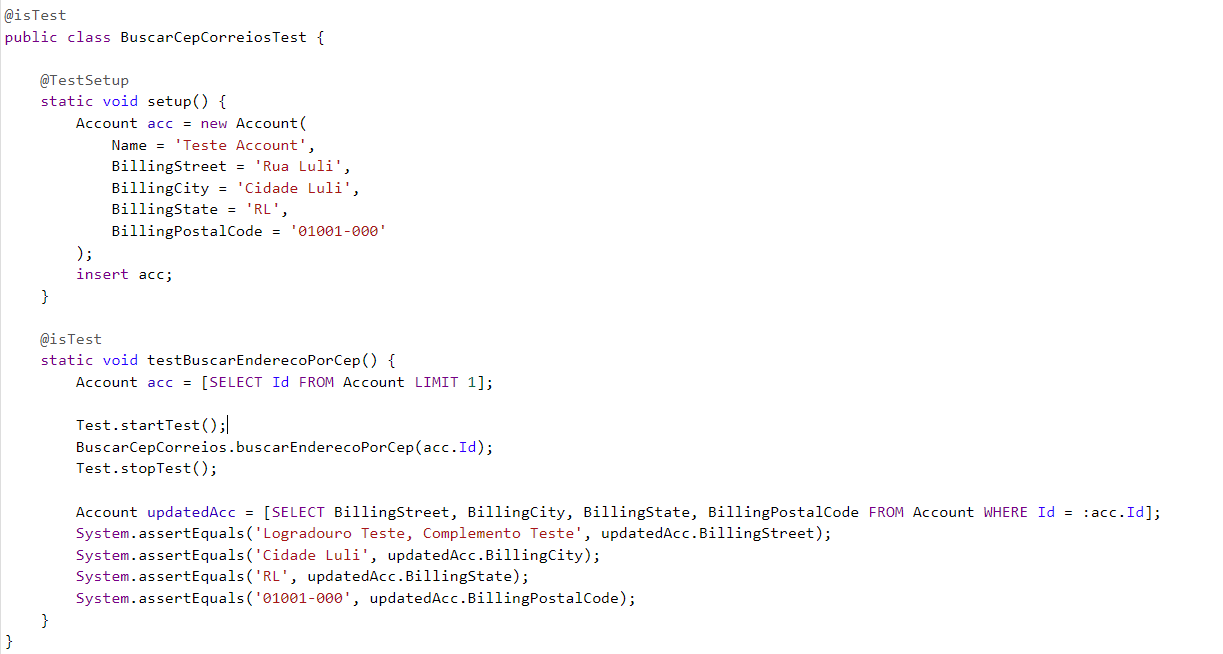 @isTest
public class BuscarCepCorreiosTest {
@TestSetup
static void setup() {
Account acc = new Account(
Name = 'Teste Account',
BillingStreet = 'Rua Luli',
BillingCity = 'Cidade Luli',
BillingState = 'RL',
BillingPostalCode = '01001-000'
);
insert acc;
}
@isTest
static void testBuscarEnderecoPorCep() {
Account acc = [SELECT Id FROM Account LIMIT 1];
Test.startTest();
BuscarCepCorreios.buscarEnderecoPorCep(acc.Id);
Test.stopTest();
Account updatedAcc = [SELECT BillingStreet, BillingCity, BillingState, BillingPostalCode FROM Account WHERE Id = :acc.Id];
System.assertEquals('Logradouro Teste, Complemento Teste', updatedAcc.BillingStreet);
System.assertEquals('Cidade Luli', updatedAcc.BillingCity);
System.assertEquals('RL', updatedAcc.BillingState);
System.assertEquals('01001-000', updatedAcc.BillingPostalCode);
}
}